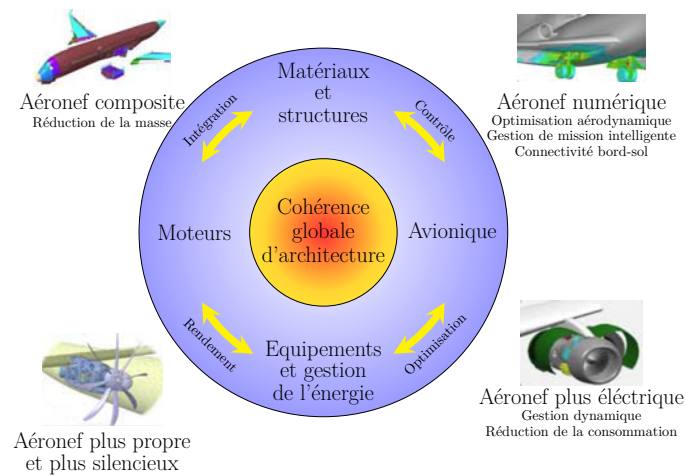 Aéronef composite
Réduction de la masse
Aéronef numérique
Optimisation aérodynamique
Gestion de mission intelligente
Connectivité bord-sol
Matériaux
et
structures
Intégration
Contrôle
Moteurs
Cohérence
globale
d'architecture
Avionique
Rendement
Optimisation
Equipements
et gestion
de l'énergie
Aéronef plus propre
et plus silencieux
Aéronef plus éléctrique
Gestion dynamique
Réduction de la consommation